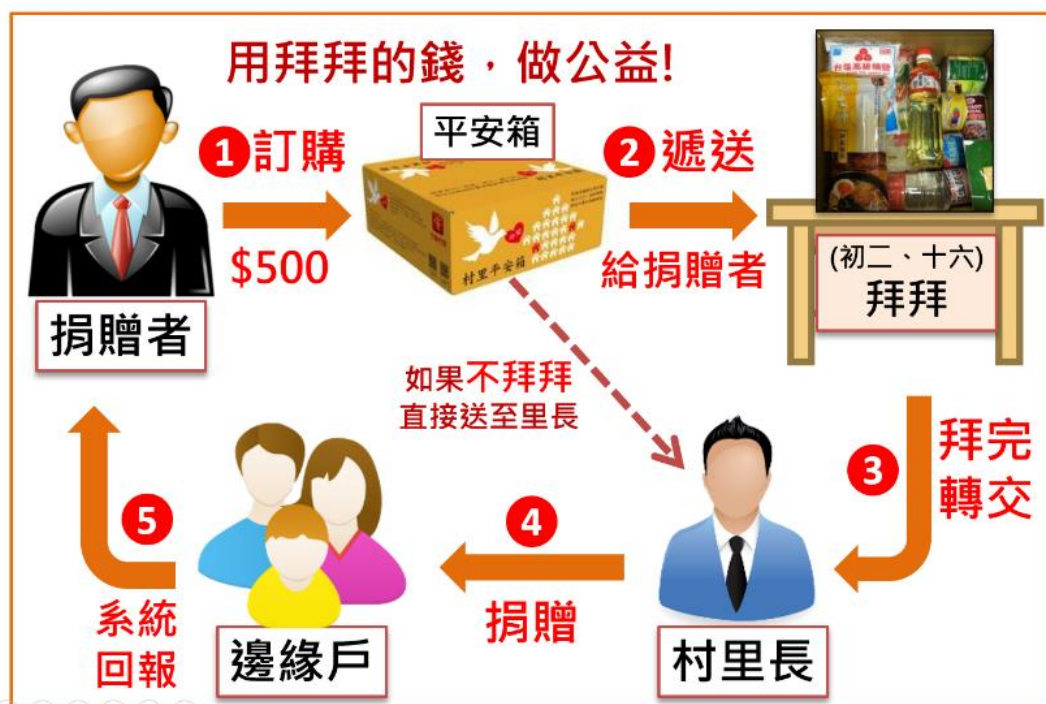 用拜拜的錢，做公益!
平安箱
1 訂購
$500
捐贈者
村里平安箱
2 遞送
給捐贈者
(初二、十六)
拜拜
如果不拜拜
直接送至里長
3
拜完
轉交
村里長
4
捐贈
邊緣戶
5
系統
回報